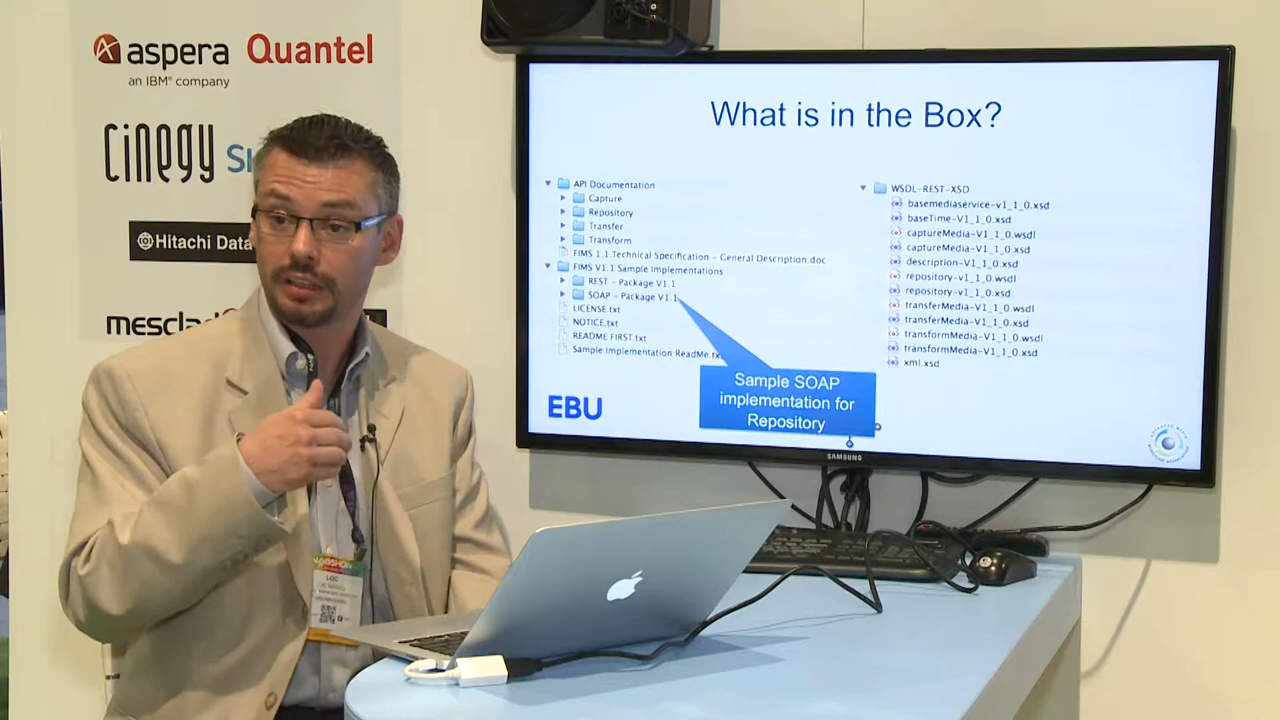 aspera Quantel
an IBM® company
cinegy
Hitachi Data
mesclad
What is in the Box?
API Documentation
Capture
Repository
Transfer
Transform
FIMS 1.1 Technical Specification - General Description.doc
FIMS V1.1 Sample Implementations
REST - Package V1.1
SOAP - Package V1.1
LICENSE.txt
NOTICE.txt
README FIRST.txt
Sample Implementation ReadMe.tx
WSDL-REST-XSD
basemediaservice-v1_1_0.xsd
baseTime-V1_1_0.xsd
captureMedia-V1_1_0.wsdl
captureMedia-V1_1_0.xsd
description-V1_1_0.xsd
repository-v1_1_0.wsdl
repository-v1_1_0.xsd
transferMedia-V1_1_0.wsdl
transferMedia-V1_1_0.xsd
transformMedia-V1_1_0.wsdl
transformMedia-V1_1_0.xsd
xml.xsd
Sample SOAP
implementation for
Repository
EBU
SAMSUNG
NABSHOW
LOC